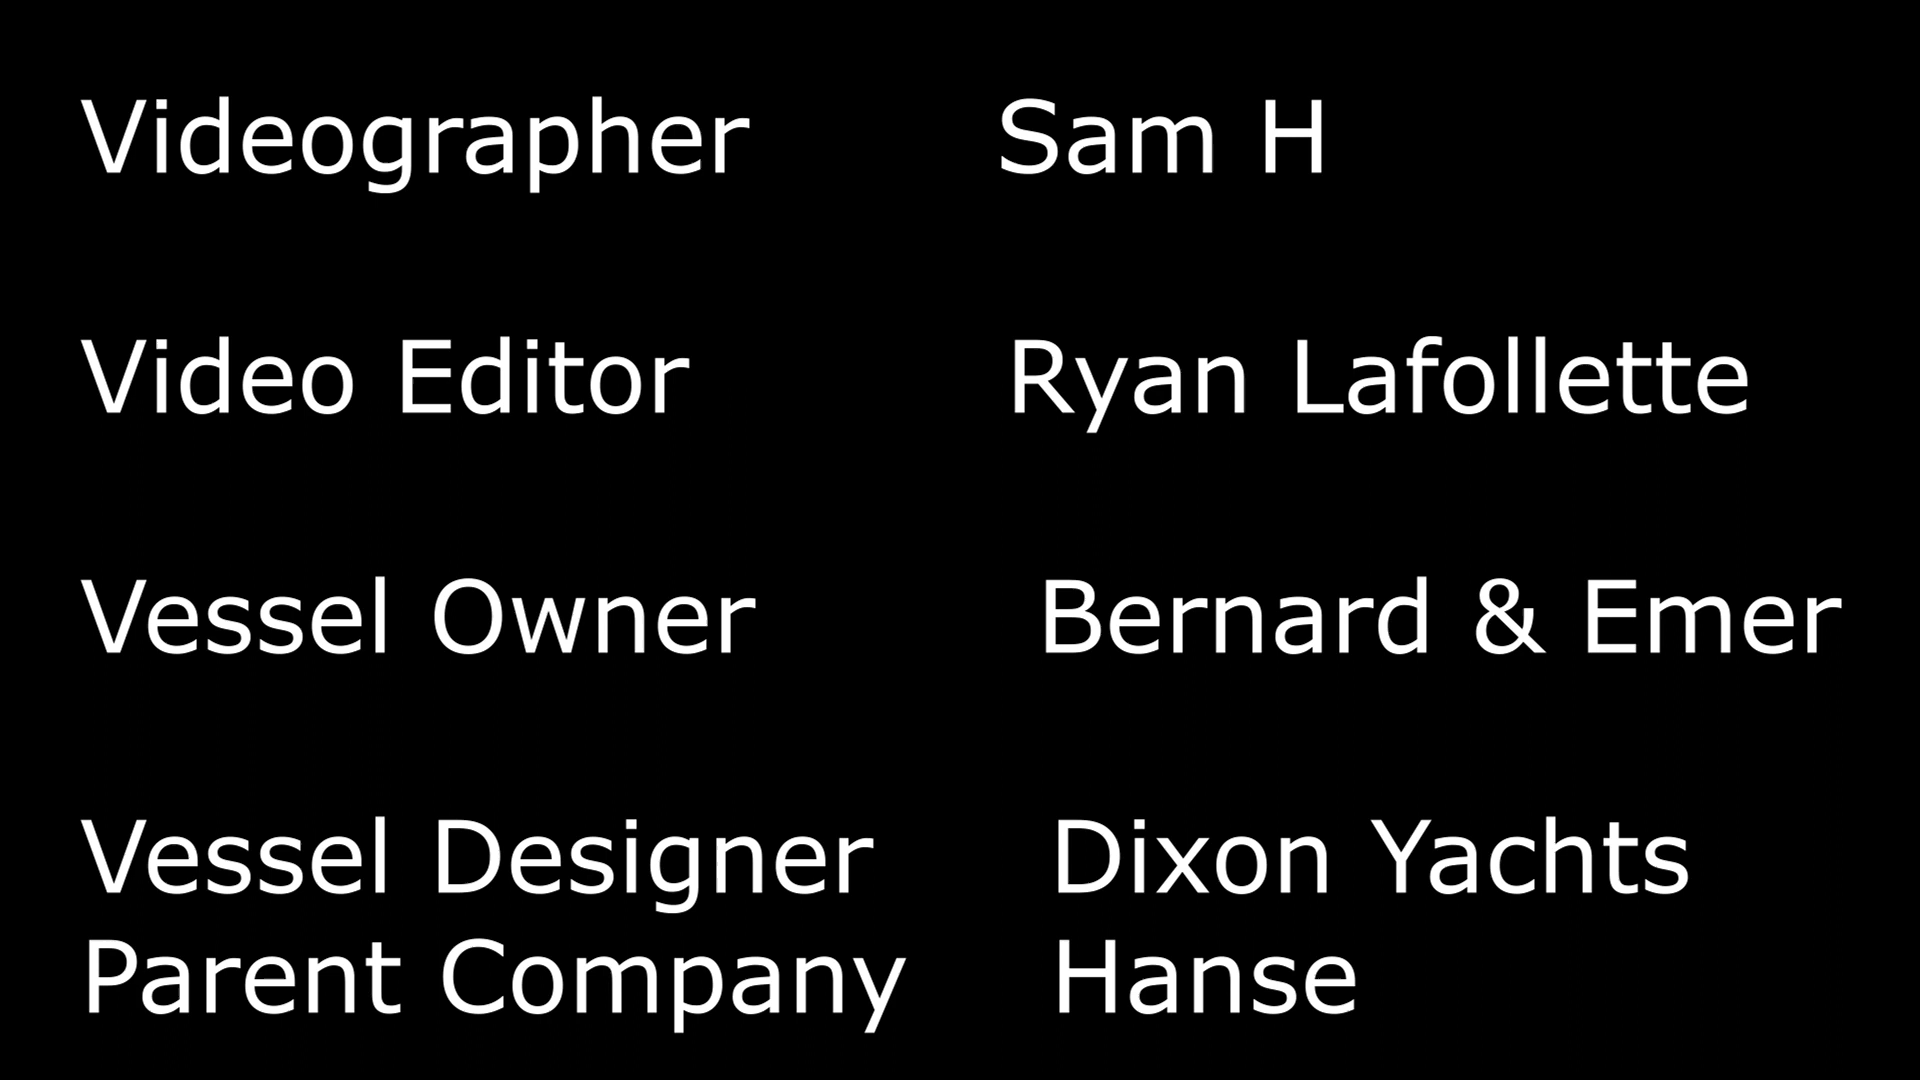 Videographer Sam H
Video Editor Ryan Lafollette
Vessel Owner Bernard & Emer
Vessel Designer Dixon Yachts
Parent Company Hanse